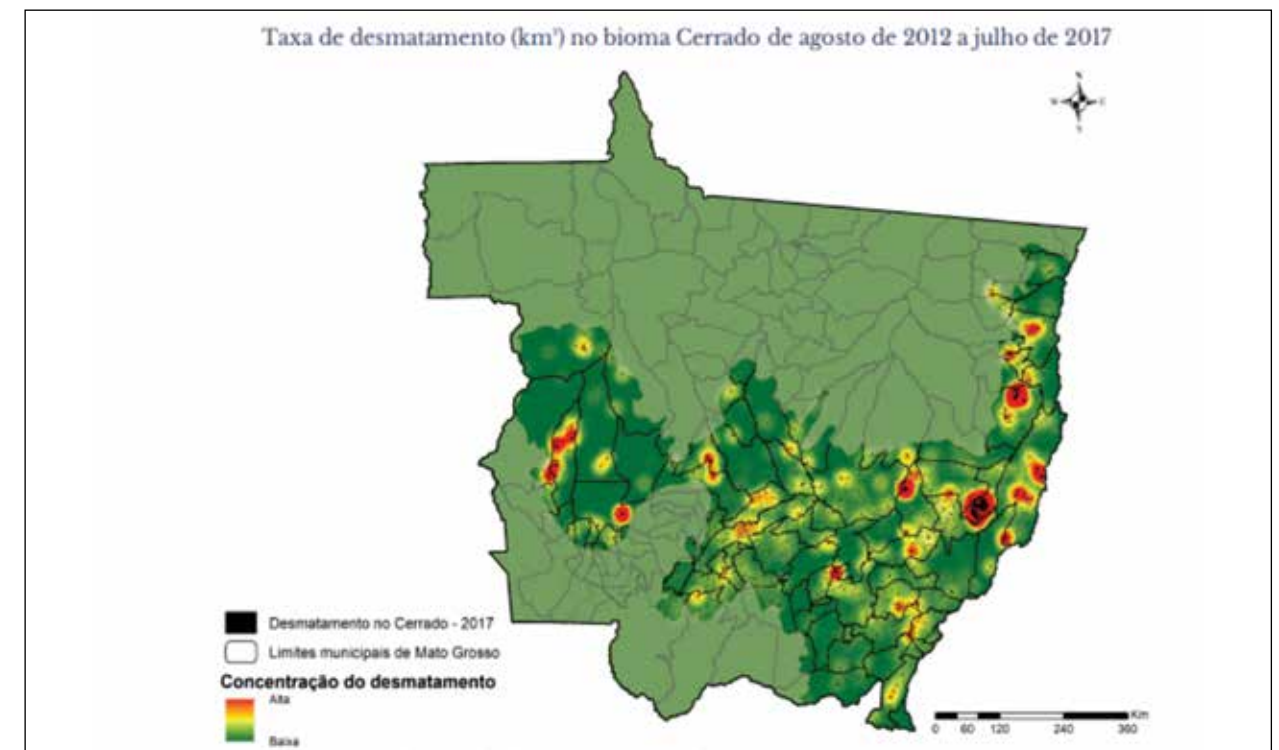 Taxa de desmatamento (km²) no bioma Cerrado de agosto de 2012 a julho de 2017
N
W
E
S
Desmatamento no Cerrado - 2017
Limites municipais de Mato Grosso
Concentração do desmatamento
Alta
Baixa
Km
0 60 120 240 360